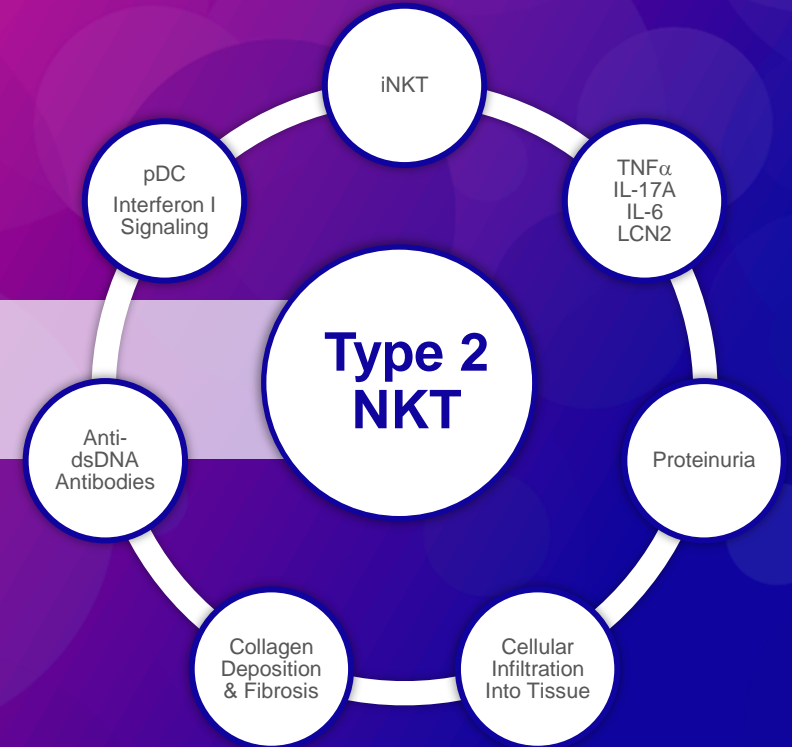 iNKT
TNFα
IL-17A
IL-6
LCN2
Proteinuria
Cellular
Infiltration
Into Tissue
Collagen
Deposition
& Fibrosis
Anti-
dsDNA
Antibodies
pDC
Interferon I
Signaling
Type 2
NKT